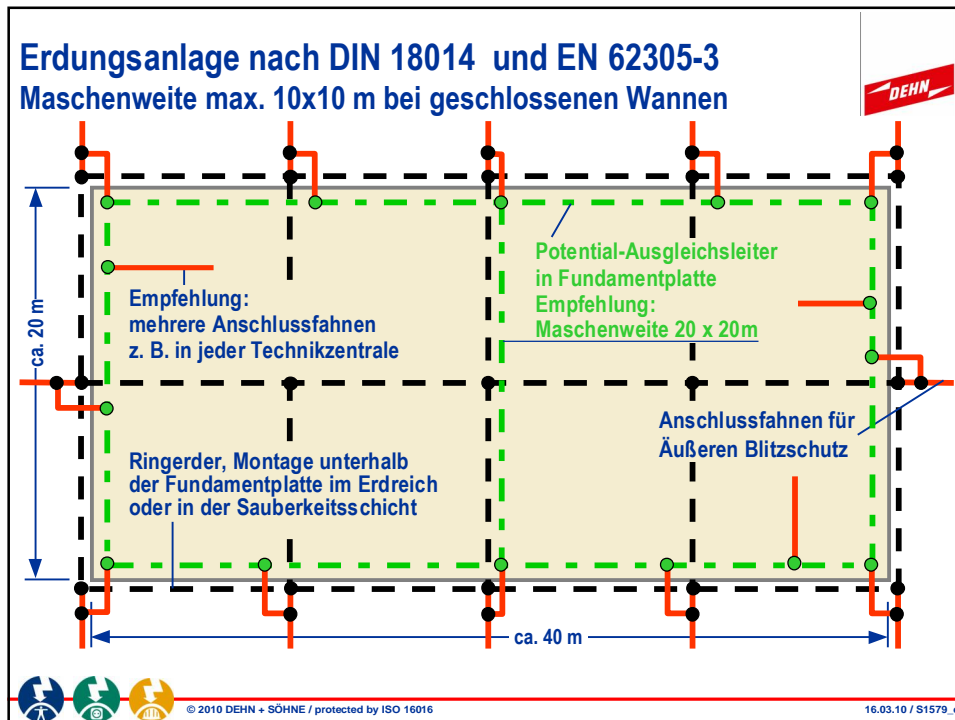 Erdungsanlage nach DIN 18014 und EN 62305-3
Maschenweite max. 10x10 m bei geschlossenen Wannen
DEHN
Potential-Ausgleichsleiter
in Fundamentplatte
Empfehlung:
Maschenweite 20 x 20m
Empfehlung:
mehrere Anschlussfahnen
z. B. in jeder Technikzentrale
ca. 20 m
Anschlussfahnen für
Äußeren Blitzschutz
Ringerder, Montage unterhalb
der Fundamentplatte im Erdreich
oder in der Sauberkeitsschicht
ca. 40 m
© 2010 DEHN + SÖHNE / protected by ISO 16016
16.03.10 / S1579_